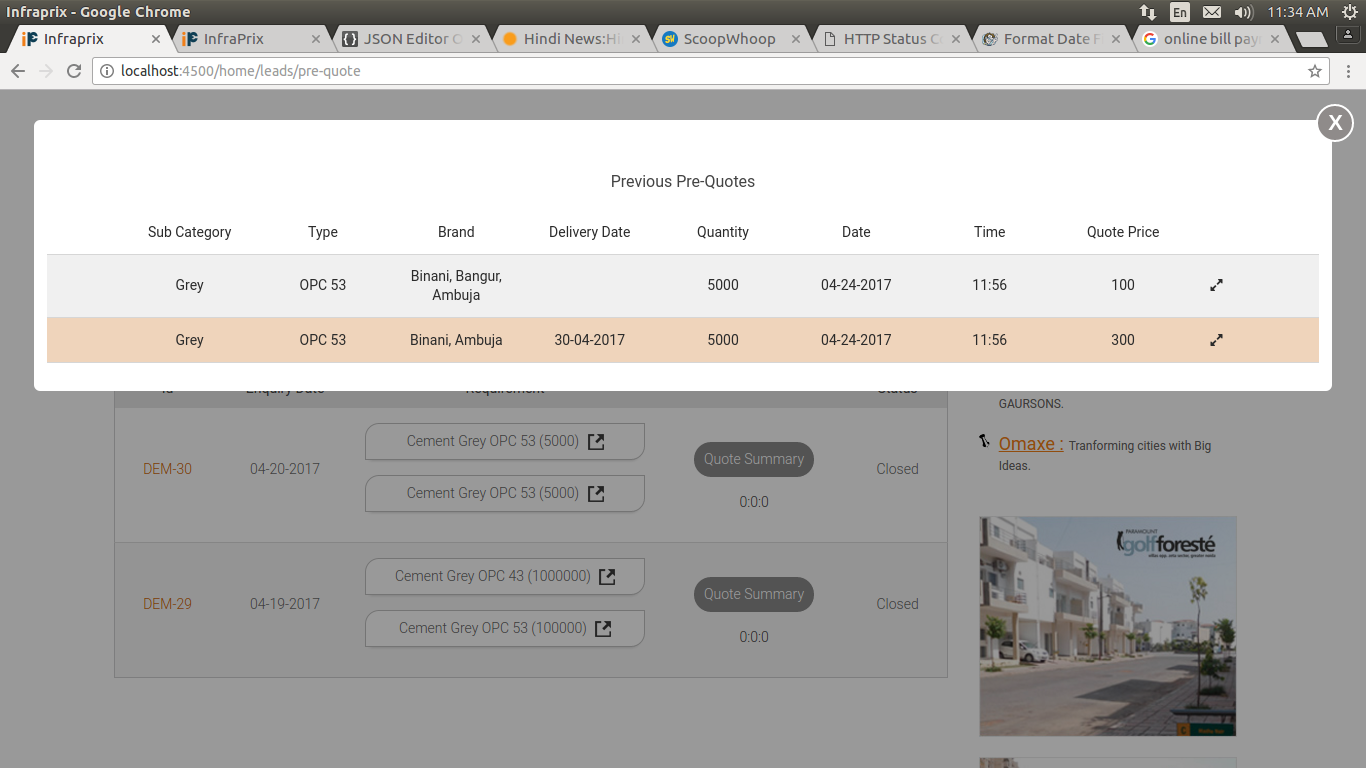 Infraprix - Google Chrome
En
11:34 AM
Infraprix
InfraPrix
JSON Editor O
Hindi News:Hi
ScoopWhoop
HTTP Status C
Format Date F
online bill pay
localhost:4500/home/leads/pre-quote
X
Previous Pre-Quotes
Sub Category Type Brand Delivery Date Quantity Date Time Quote Price
Grey OPC 53 Binani, Bangur, Ambuja 5000 04-24-2017 11:56 100
Grey OPC 53 Binani, Ambuja 30-04-2017 5000 04-24-2017 11:56 300
Id Enquiry Date Requirement Status
DEM-30 04-20-2017
Cement Grey OPC 53 (5000)
Cement Grey OPC 53 (5000)
Quote Summary
0:0:0
Closed
DEM-29 04-19-2017
Cement Grey OPC 43 (1000000)
Cement Grey OPC 53 (100000)
Quote Summary
0:0:0
Closed
GAURSONS.
Omaxe : Tranforming cities with Big
Ideas.
PARAMOUNT
golfforesté